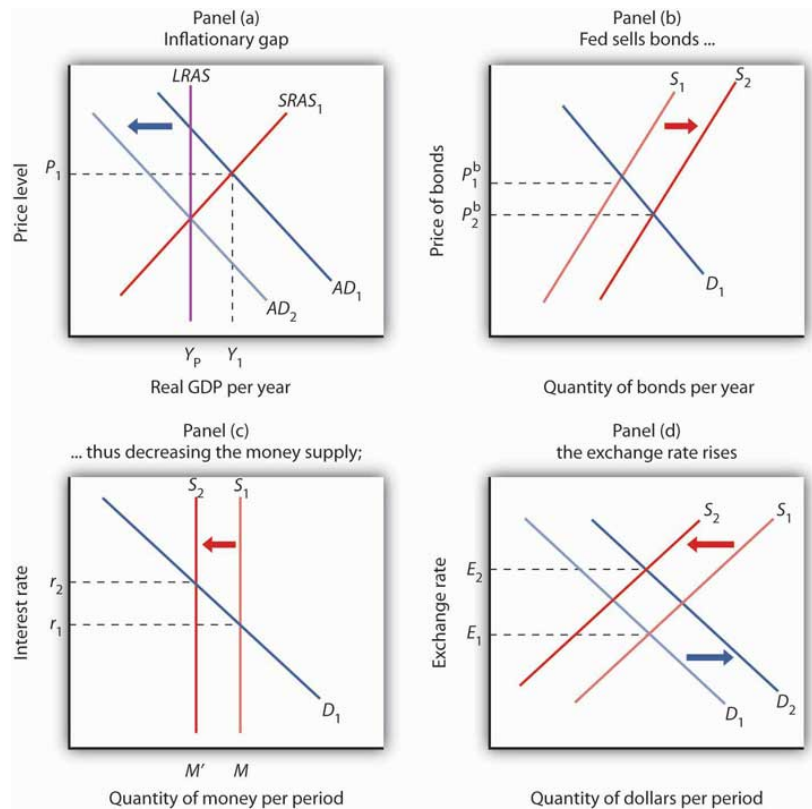 Panel (a)
Inflationary gap
LRAS
SRAS₁
P₁
Price level
AD₁
AD₂
Yₚ Y₁
Real GDP per year
Panel (b)
Fed sells bonds ...
S₁ S₂
P₁ᵇ
P₂ᵇ
Price of bonds
D₁
Quantity of bonds per year
Panel (c)
... thus decreasing the money supply;
S₂ S₁
r₂
r₁
Interest rate
D₁
M′ M
Quantity of money per period
Panel (d)
the exchange rate rises
S₂ S₁
E₂
E₁
Exchange rate
D₁ D₂
Quantity of dollars per period